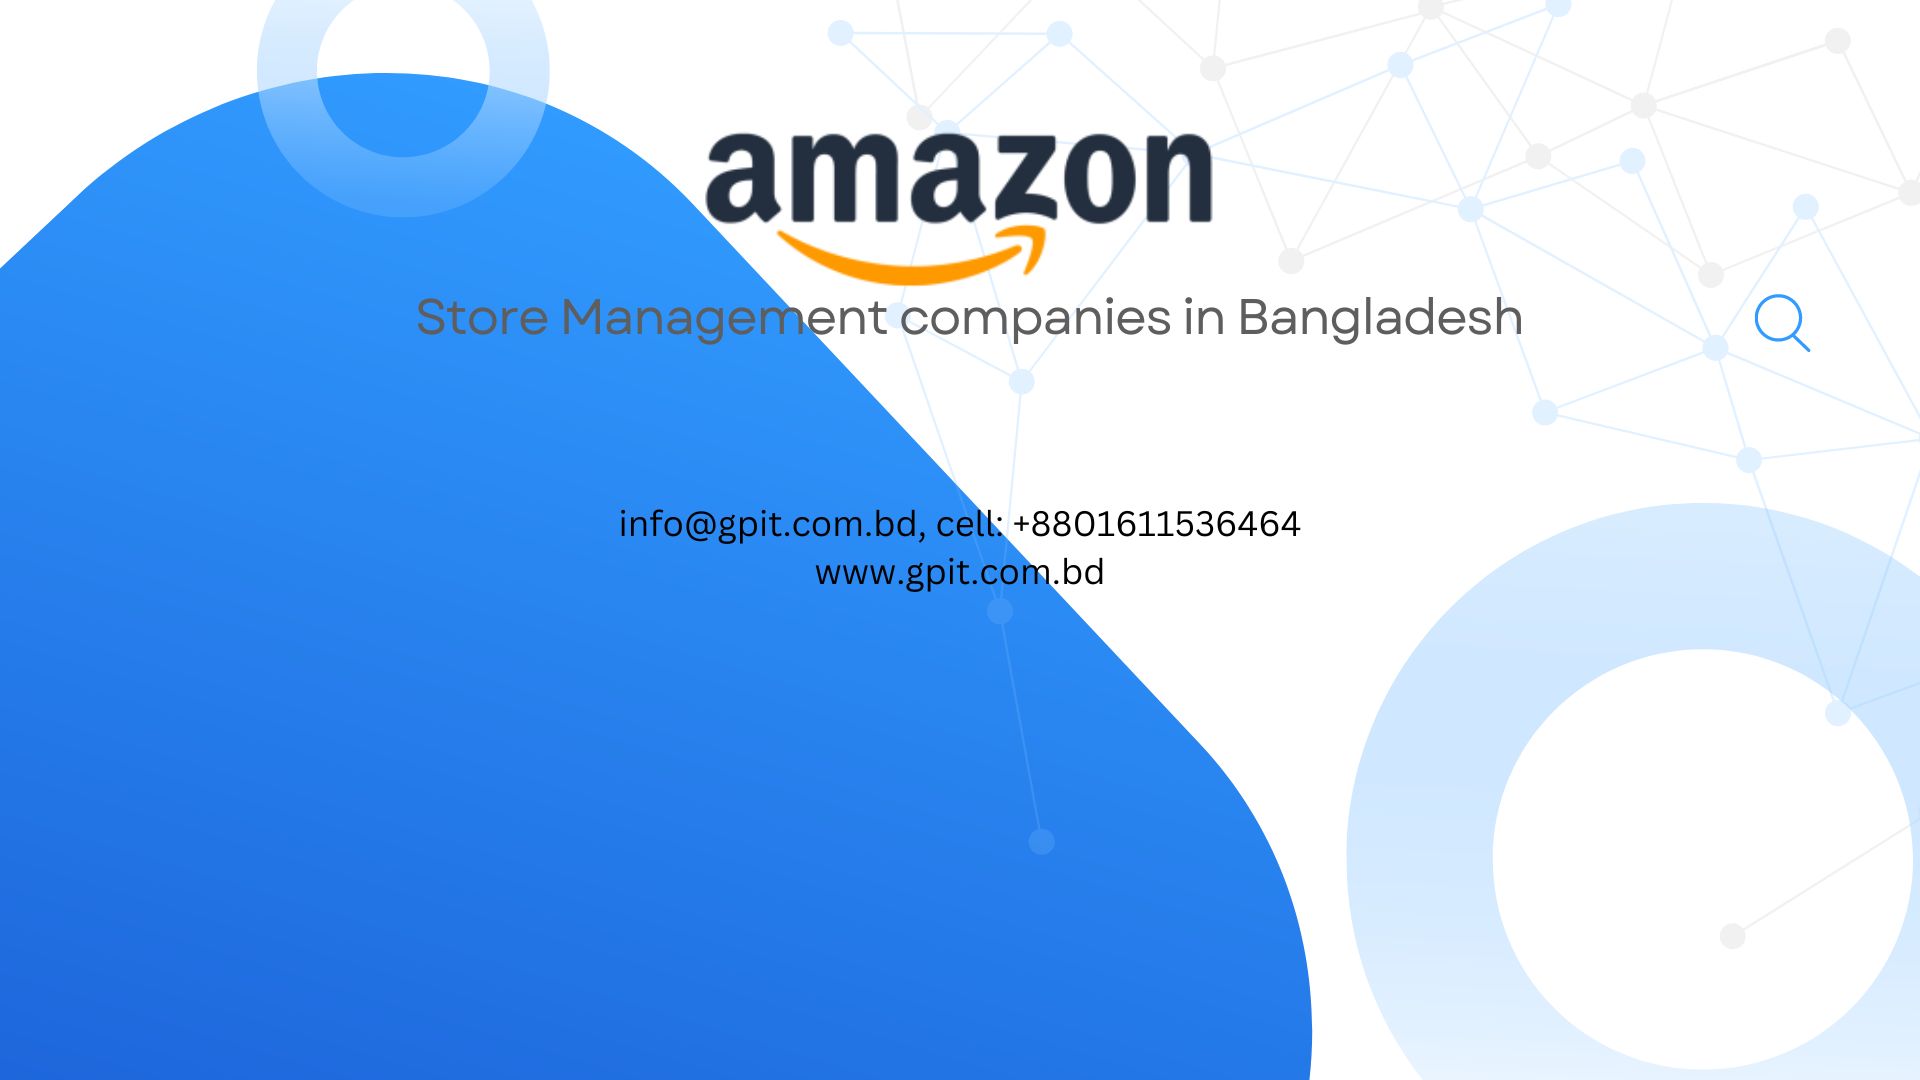 amazon
Store Management companies in Bangladesh
info@gpit.com.bd, cell: +8801611536464
www.gpit.com.bd